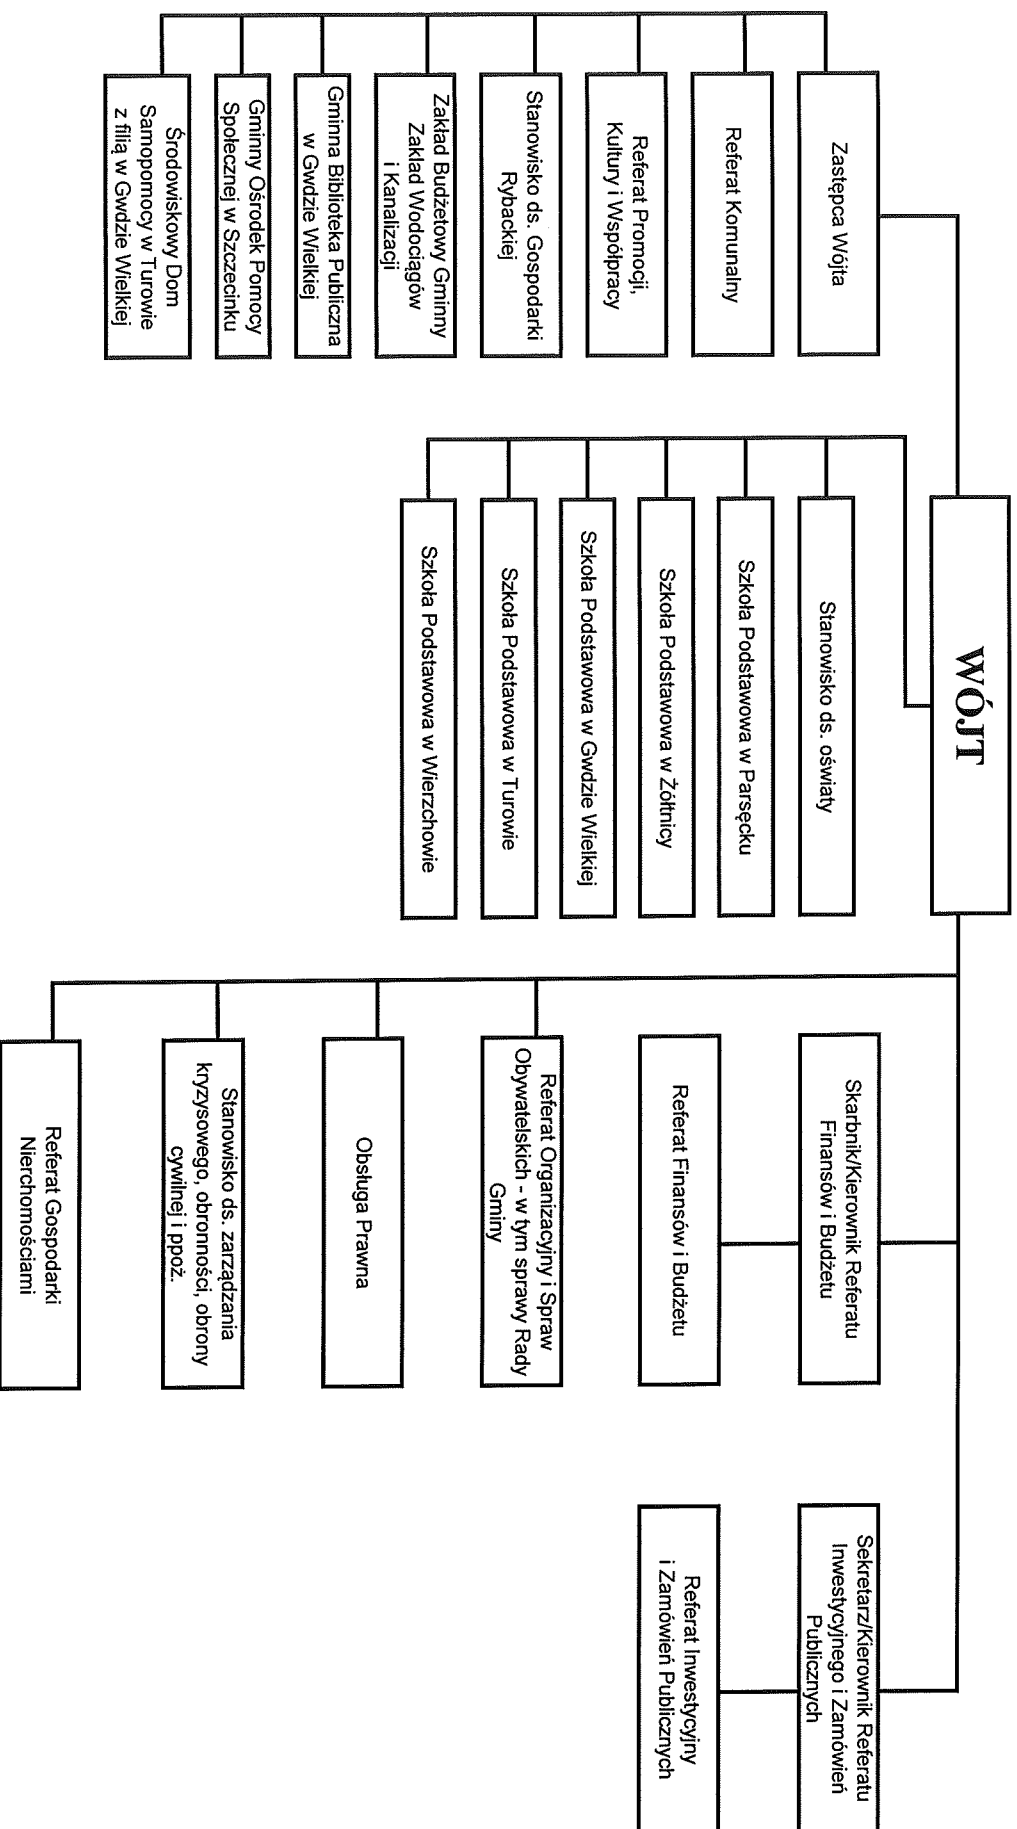 WÓJT
Zastępca Wójta
Referat Komunalny
Referat Promocji,
Kultury i Współpracy
Stanowisko ds. Gospodarki
Rybackiej
Zakład Budżetowy Gminny
Zaklad Wodociągów
i Kanalizacji
Gminna Biblioteka Publiczna
w Gwdzie Wielkiej
Gminny Ośrodek Pomocy
Społecznej w Szczecinku
Środowiskowy Dom
Samopomocy w Turowie
z filią w Gwdzie Wielkiej
Stanowisko ds. oświaty
Szkoła Podstawowa w Parsęcku
Szkoła Podstawowa w Żółtnicy
Szkoła Podstawowa w Gwdzie Wielkiej
Szkoła Podstawowa w Turowie
Szkoła Podstawowa w Wierzchowie
Skarbnik/Kierownik Referatu
Finansów i Budżetu
Referat Finansów i Budżetu
Referat Organizacyjny i Spraw
Obywatelskich - w tym sprawy Rady
Gminy
Obsługa Prawna
Stanowisko ds. zarządzania
kryzysowego, obronności, obrony
cywilnej i ppoż.
Referat Gospodarki
Nierchomościami
Sekretarz/Kierownik Referatu
Inwestycyjnego i Zamówień
Publicznych
Referat Inwestycyjny
i Zamówień Publicznych